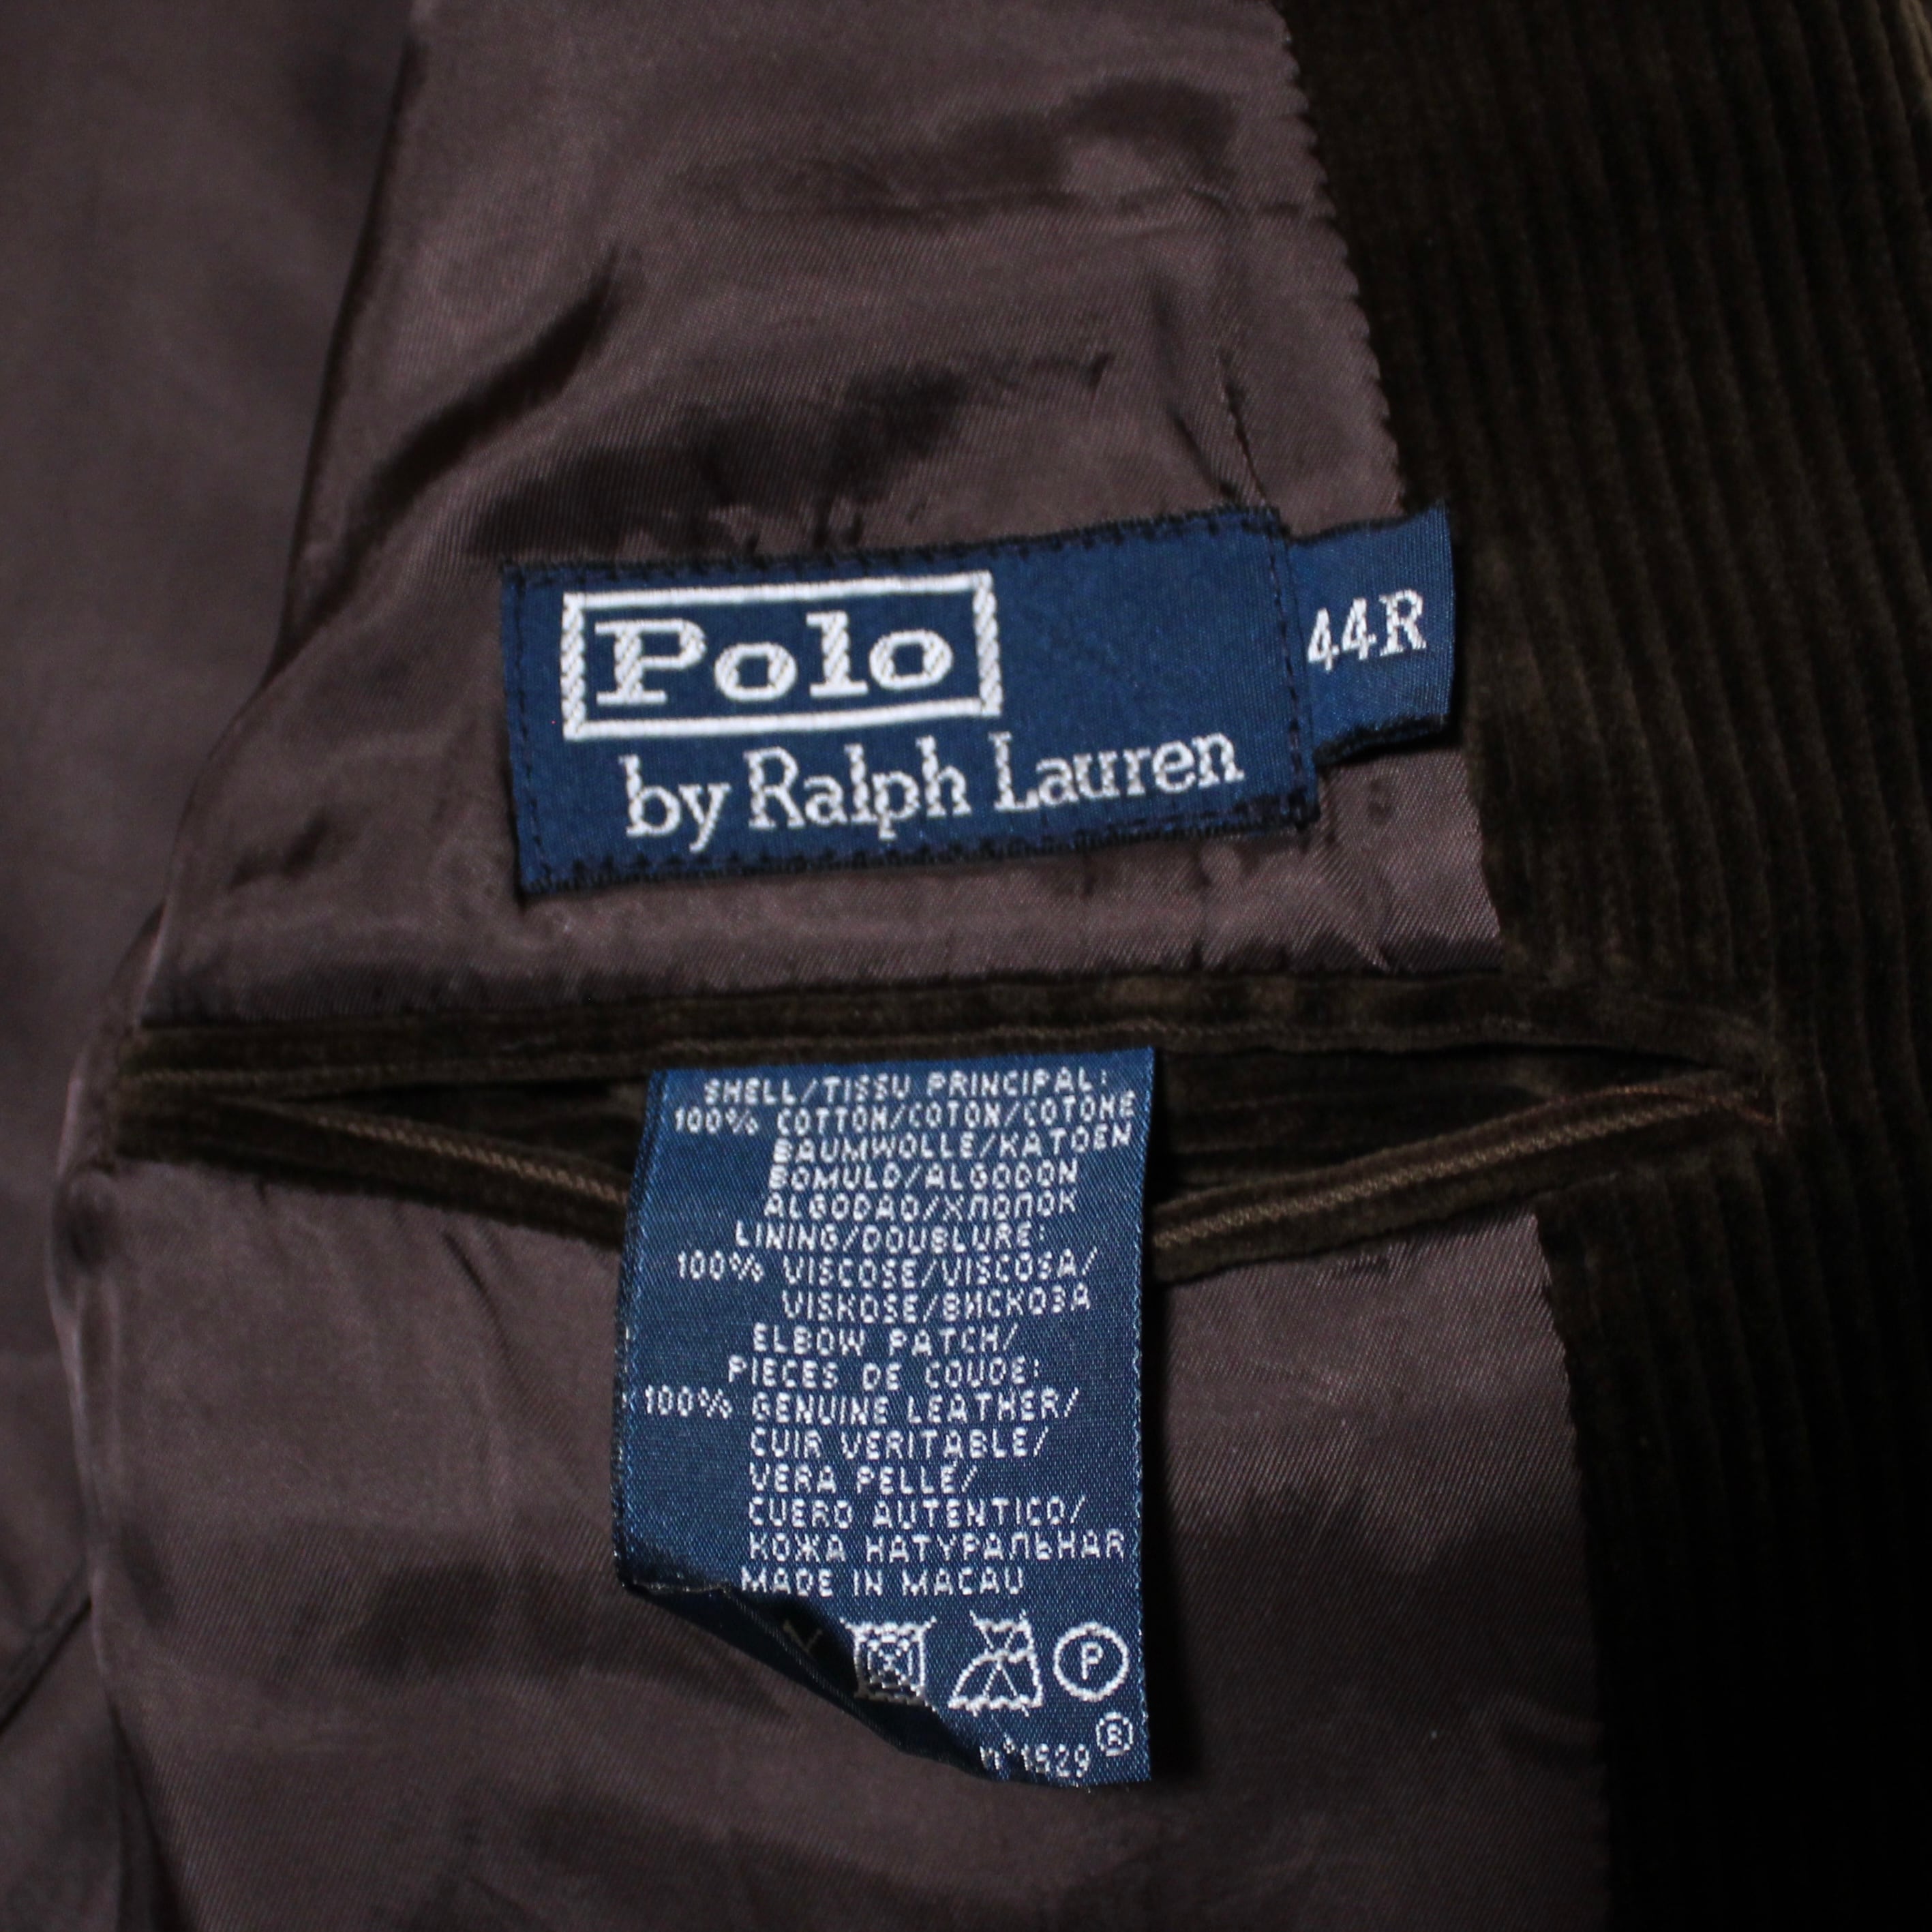 Polo
by Ralph Lauren
44R
SHELL/TISSU PRINCIPAL:
100% COTTON/COTON/COTONE
BAUMWOLLE/KATOEN
BOMULD/ALGODON
ALGODAO/ХЛОПОК
LINING/DOUBLURE:
100% VISCOSE/VISCOSA/
VISKOSE/ВИСКОЗА
ELBOW PATCH/
PIECES DE COUDE:
100% GENUINE LEATHER/
CUIR VERITABLE/
VERA PELLE/
CUERO AUTENTICO/
КОЖА НАТУРАЛЬНАЯ
MADE IN MACAU
P
®
n°1629